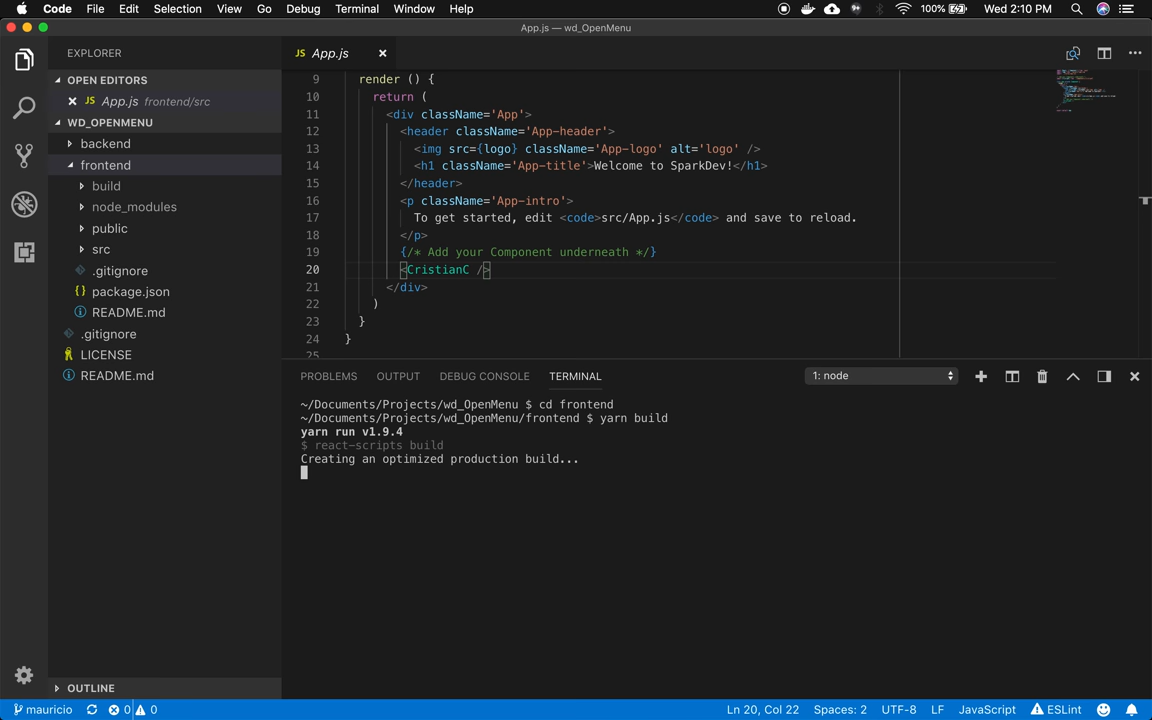 Code File Edit Selection View Go Debug Terminal Window Help 100% Wed 2:10 PM
App.js — wd_OpenMenu
EXPLORER
OPEN EDITORS
JS App.js frontend/src
WD_OPENMENU
backend
frontend
build
node_modules
public
src
.gitignore
{} package.json
README.md
.gitignore
LICENSE
README.md
OUTLINE
JS App.js
9 render () {
10 return (
11 <div className='App'>
12 <header className='App-header'>
13 <img src={logo} className='App-logo' alt='logo' />
14 <h1 className='App-title'>Welcome to SparkDev!</h1>
15 </header>
16 <p className='App-intro'>
17 To get started, edit <code>src/App.js</code> and save to reload.
18 </p>
19 {/* Add your Component underneath */}
20 <CristianC />
21 </div>
22 )
23 }
24 }
25
PROBLEMS OUTPUT DEBUG CONSOLE TERMINAL 1: node
~/Documents/Projects/wd_OpenMenu $ cd frontend
~/Documents/Projects/wd_OpenMenu/frontend $ yarn build
yarn run v1.9.4
$ react-scripts build
Creating an optimized production build...
mauricio 0 0 Ln 20, Col 22 Spaces: 2 UTF-8 LF JavaScript ESLint